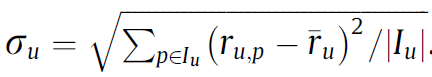 σ_u = √(∑_{p∈I_u} (r_{u,p} − r̄_u)² / |I_u|).